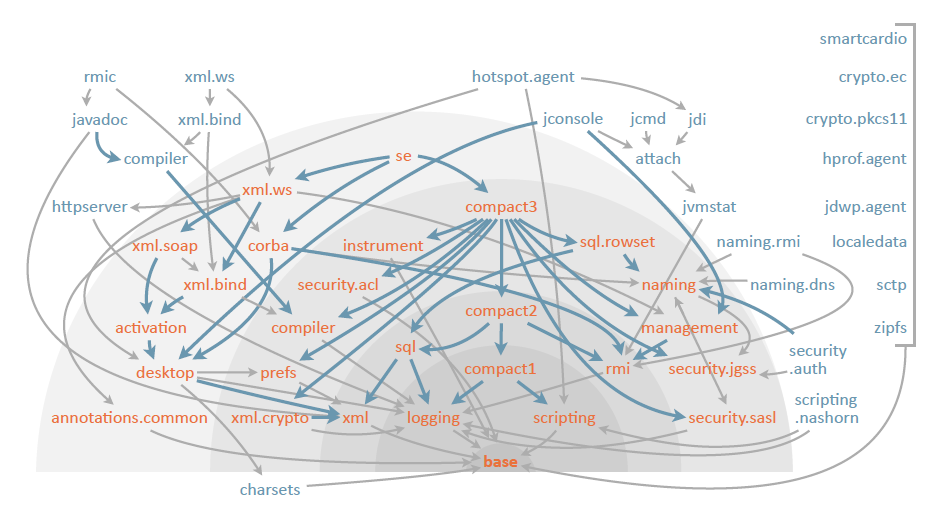 smartcardio
rmic
xml.ws
hotspot.agent
crypto.ec
javadoc
xml.bind
jconsole
jcmd
jdi
crypto.pkcs11
compiler
se
attach
hprof.agent
xml.ws
httpserver
compact3
jvmstat
jdwp.agent
xml.soap
corba
instrument
sql.rowset
naming.rmi
localedata
xml.bind
security.acl
naming
naming.dns
sctp
compact2
activation
compiler
management
zipfs
sql
security
.auth
desktop
prefs
compact1
rmi
security.jgss
scripting
.nashorn
annotations.common
xml.crypto
xml
logging
scripting
security.sasl
base
charsets